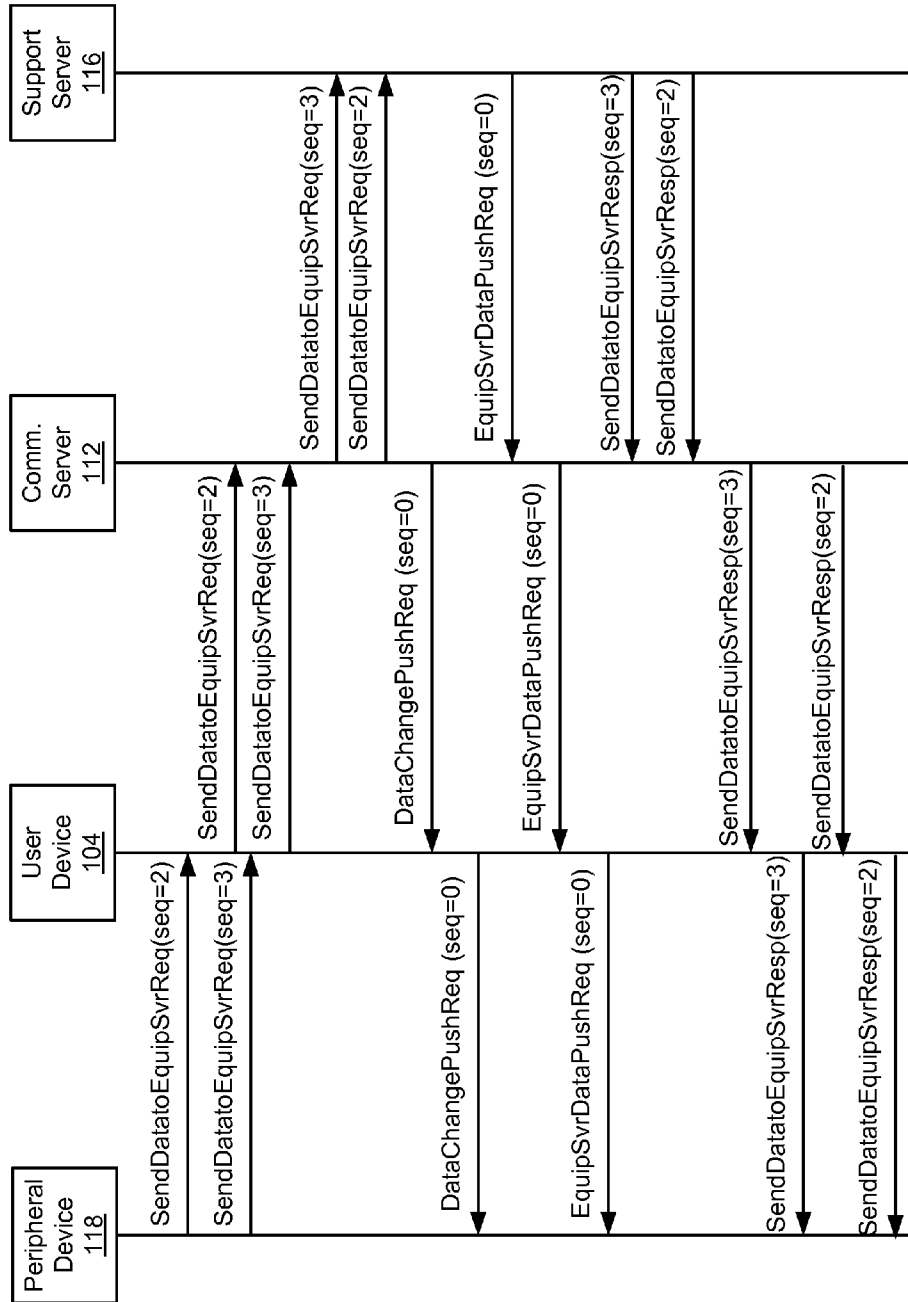 Peripheral
Device
118
User
Device
104
Comm.
Server
112
Support
Server
116
SendDatatoEquipSvrReq(seq=2)
SendDatatoEquipSvrReq(seq=2)
SendDatatoEquipSvrReq(seq=3)
SendDatatoEquipSvrReq(seq=3)
SendDatatoEquipSvrReq(seq=3)
SendDatatoEquipSvrReq(seq=2)
DataChangePushReq (seq=0)
DataChangePushReq (seq=0)
EquipSvrDataPushReq (seq=0)
EquipSvrDataPushReq (seq=0)
EquipSvrDataPushReq (seq=0)
SendDatatoEquipSvrResp(seq=3)
SendDatatoEquipSvrResp(seq=2)
SendDatatoEquipSvrResp(seq=3)
SendDatatoEquipSvrResp(seq=3)
SendDatatoEquipSvrResp(seq=2)
SendDatatoEquipSvrResp(seq=2)